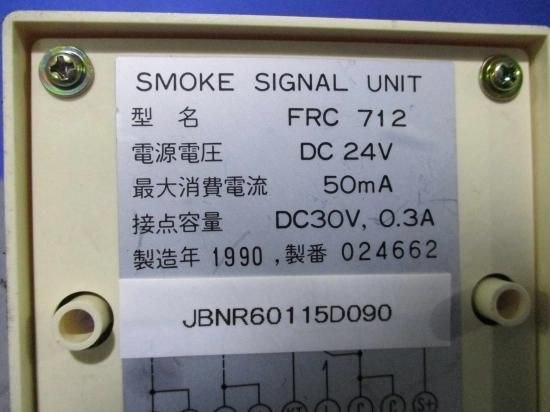 SMOKE SIGNAL UNIT
型名 FRC 712
電源電圧 DC 24V
最大消費電流 50mA
接点容量 DC30V, 0.3A
製造年 1990 , 製番 024662
JBNR60115D090